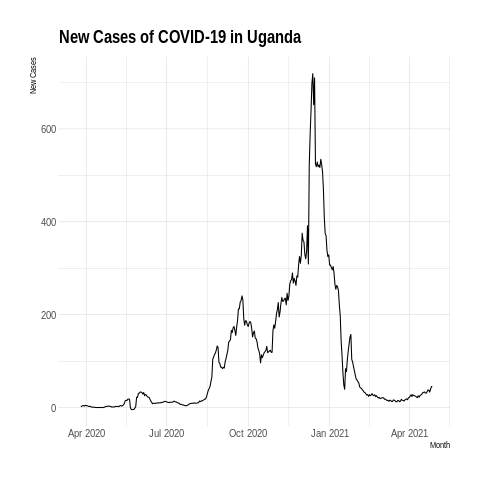 New Cases of COVID-19 in Uganda
New Cases
600
400
200
0
Apr 2020 Jul 2020 Oct 2020 Jan 2021 Apr 2021
Month